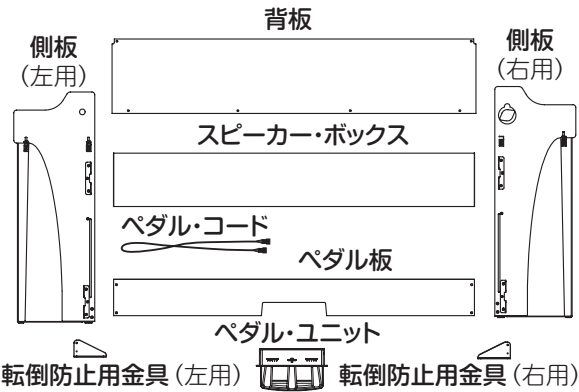 背板
側板
（左用）
側板
（右用）
スピーカー・ボックス
ペダル・コード
ペダル板
ペダル・ユニット
転倒防止用金具（左用）
転倒防止用金具（右用）